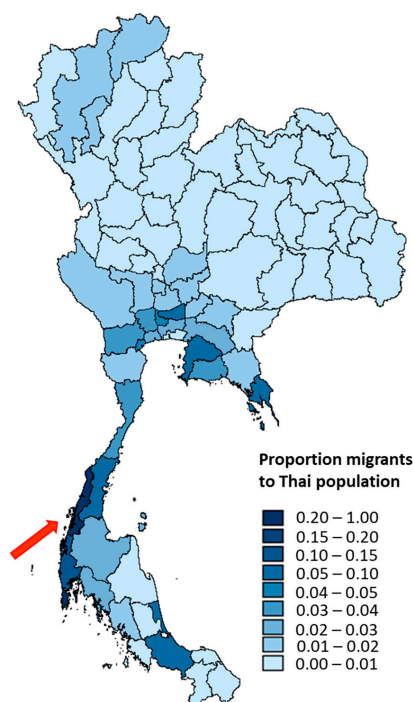 Proportion migrants
to Thai population
0.20 – 1.00
0.15 – 0.20
0.10 – 0.15
0.05 – 0.10
0.04 – 0.05
0.03 – 0.04
0.02 – 0.03
0.01 – 0.02
0.00 – 0.01